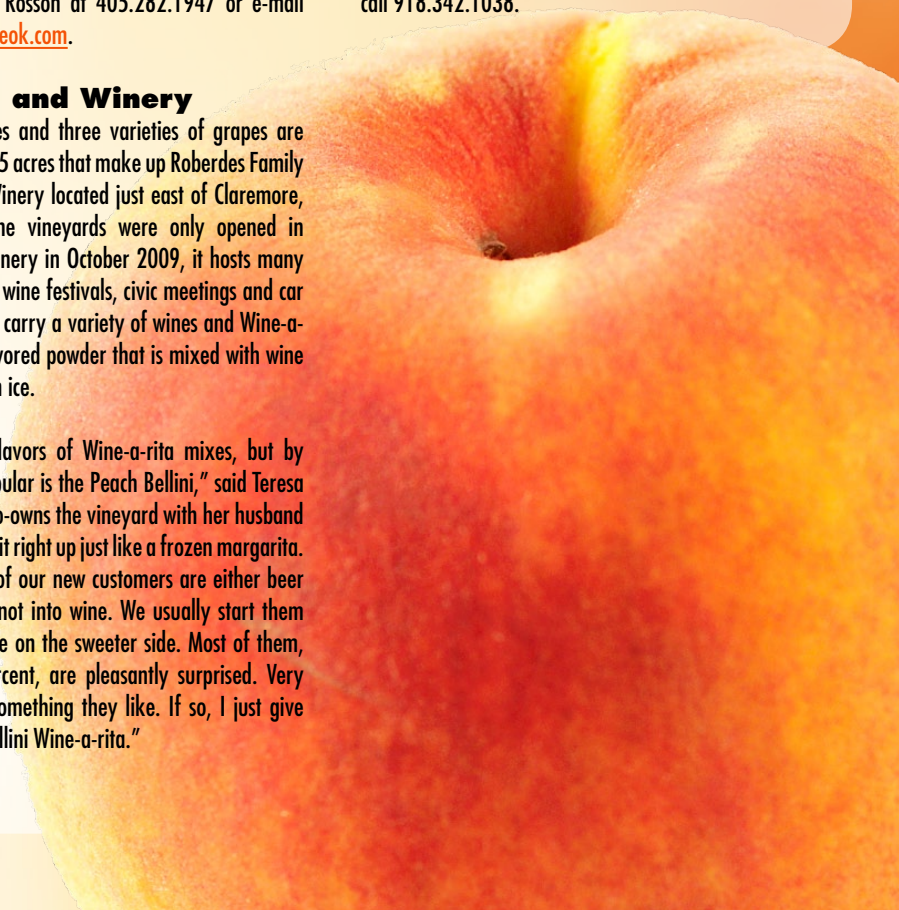 Rosson at 405.282.1947 or e-mail
eok.com.
and Winery
es and three varieties of grapes are
5 acres that make up Roberdes Family
Winery located just east of Claremore,
he vineyards were only opened in
nery in October 2009, it hosts many
wine festivals, civic meetings and car
carry a variety of wines and Wine-a-
vored powder that is mixed with wine
n ice.
lavors of Wine-a-rita mixes, but by
pular is the Peach Bellini,” said Teresa
o-owns the vineyard with her husband
it right up just like a frozen margarita.
of our new customers are either beer
not into wine. We usually start them
e on the sweeter side. Most of them,
rcent, are pleasantly surprised. Very
omething they like. If so, I just give
llini Wine-a-rita.”
call 918.342.1038.